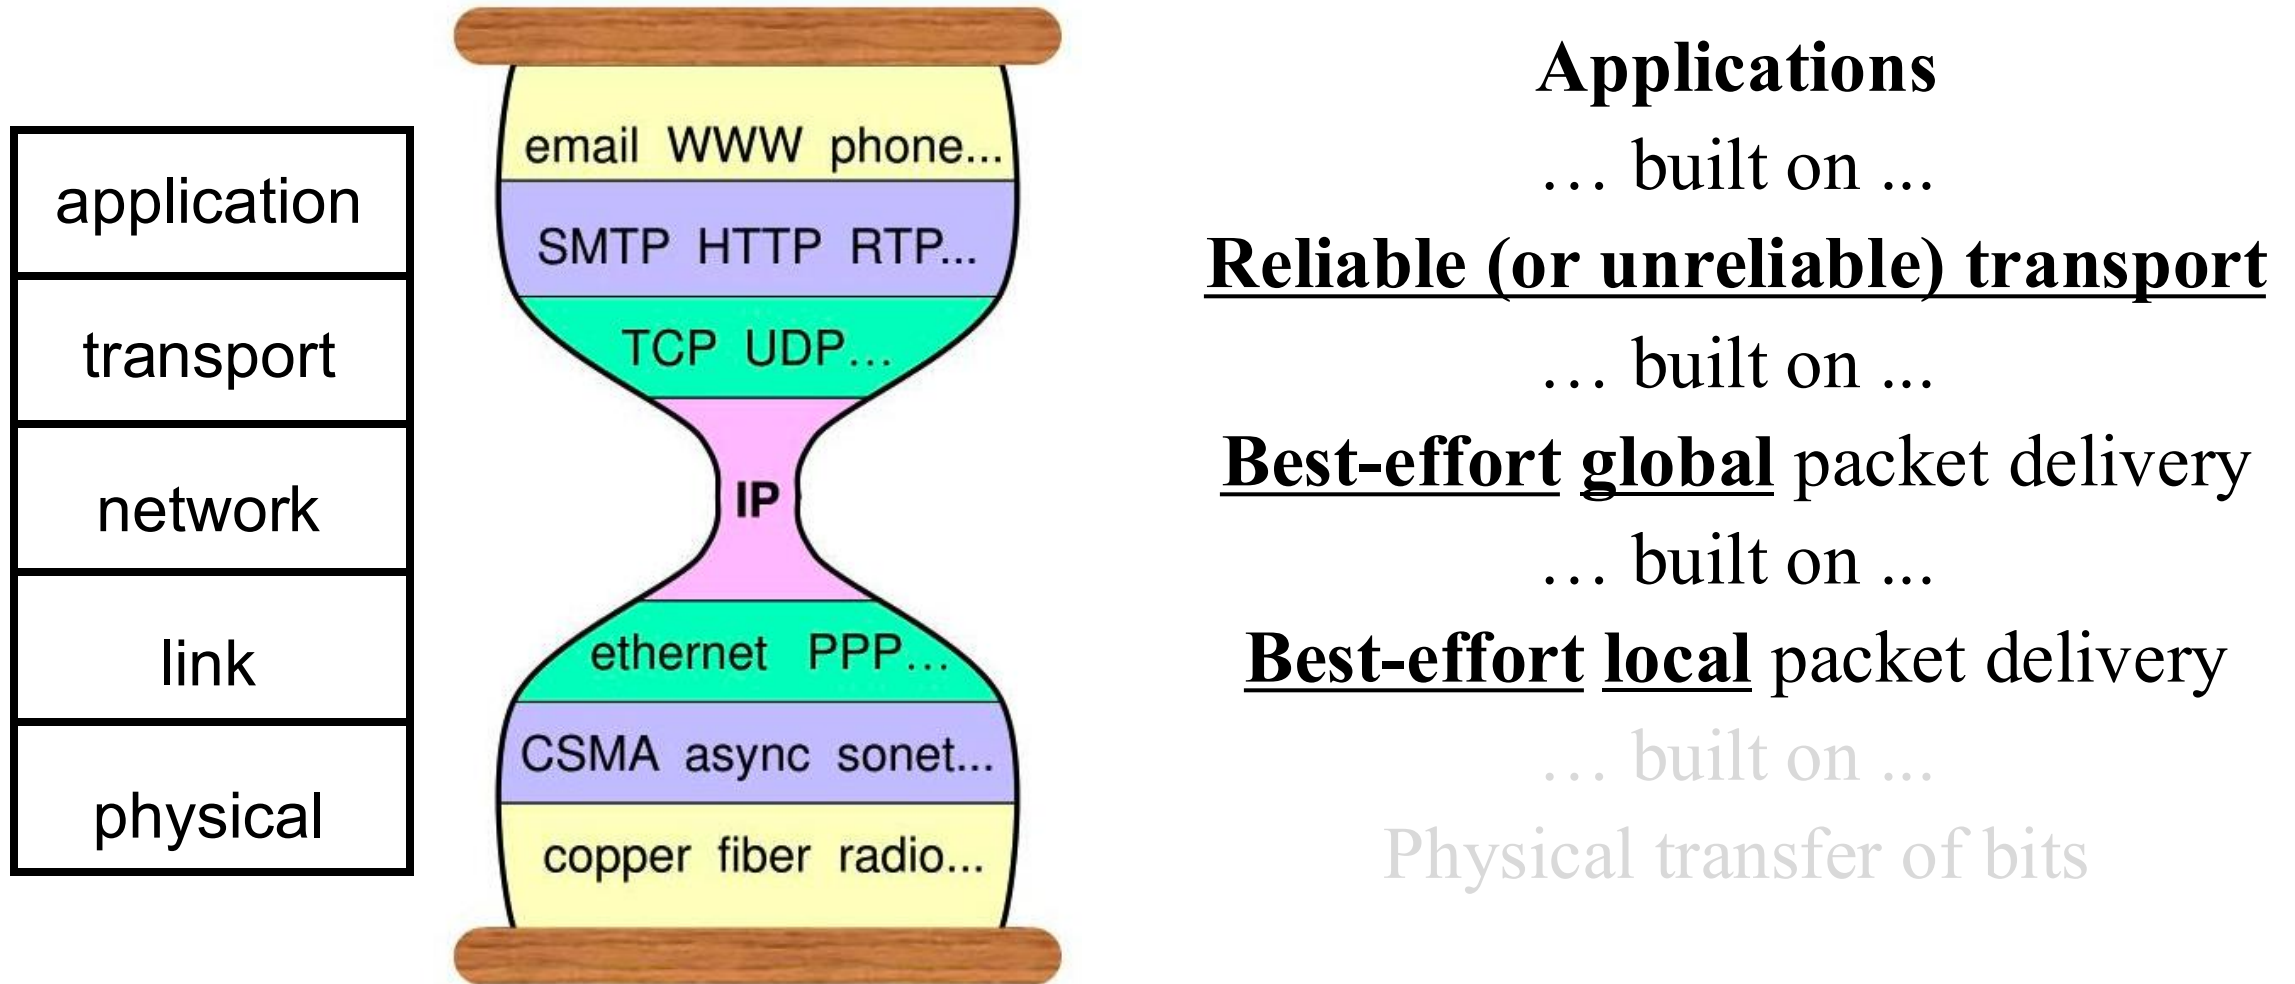 application
transport
network
link
physical
email WWW phone...
SMTP HTTP RTP...
TCP UDP...
IP
ethernet PPP...
CSMA async sonet...
copper fiber radio...
Applications
... built on ...
Reliable (or unreliable) transport
... built on ...
Best-effort global packet delivery
... built on ...
Best-effort local packet delivery
... built on ...
Physical transfer of bits